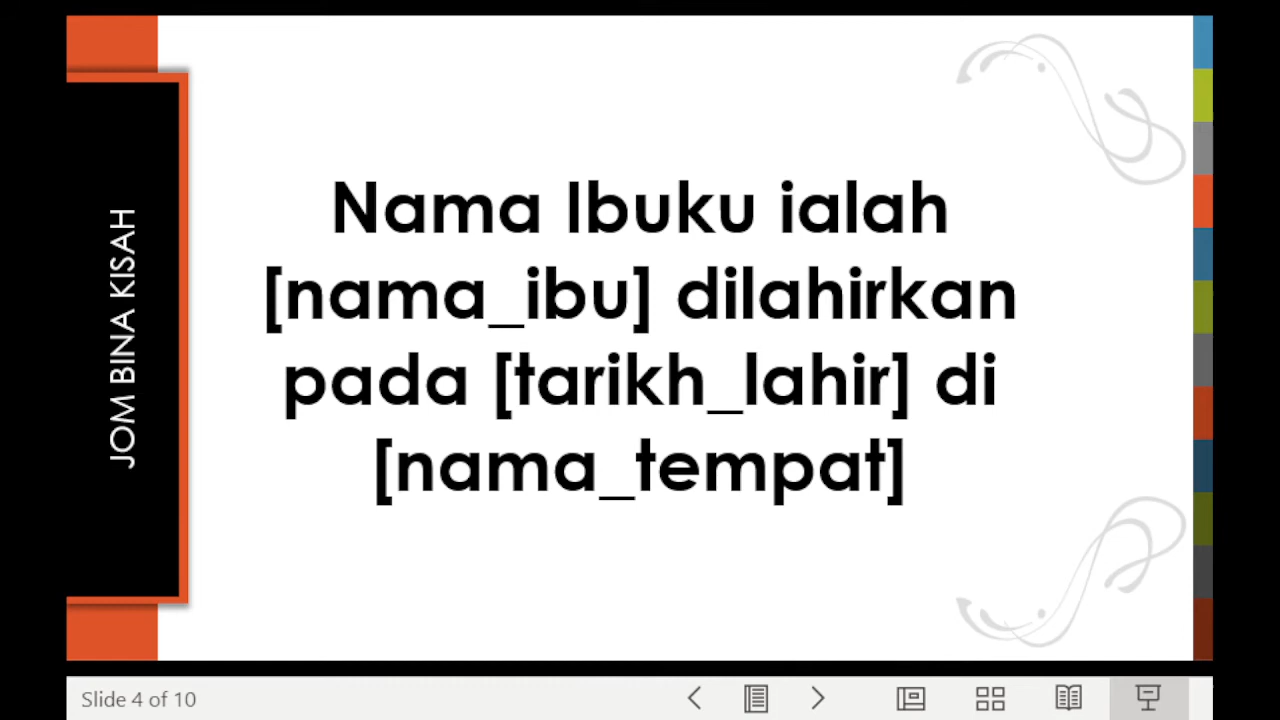 JOM BINA KISAH
Nama Ibuku ialah
[nama_ibu] dilahirkan
pada [tarikh_lahir] di
[nama_tempat]
Slide 4 of 10